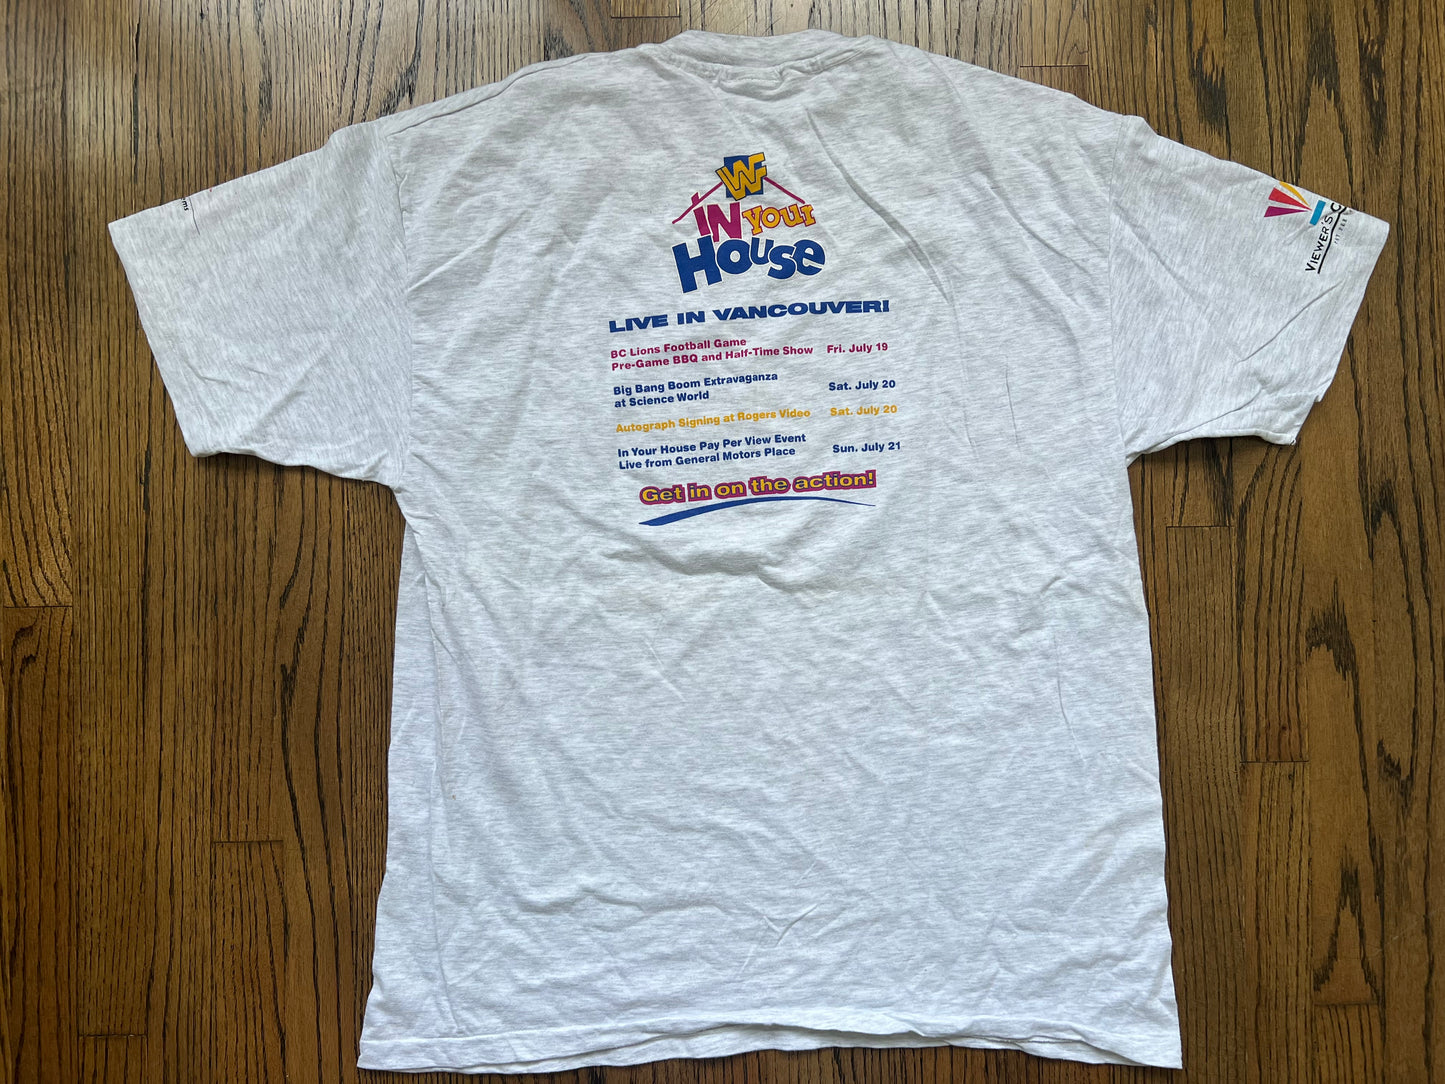 WF
IN Your
House
LIVE IN VANCOUVER!
BC Lions Football Game
Pre-Game BBQ and Half-Time Show Fri. July 19
Big Bang Boom Extravaganza
at Science World Sat. July 20
Autograph Signing at Rogers Video Sat. July 20
In Your House Pay Per View Event
Live from General Motors Place Sun. July 21
Get in on the action!
VIEWER'S